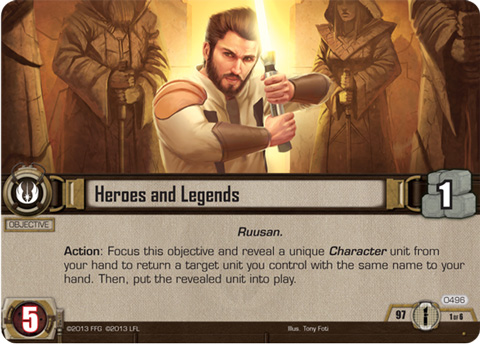 Heroes and Legends
1
OBJECTIVE
Ruusan.
Action: Focus this objective and reveal a unique Character unit from
your hand to return a target unit you control with the same name to your
hand. Then, put the revealed unit into play.
5
©2013 FFG ©2013 LFL
Illus. Tony Foti
97
0496
1 of 6